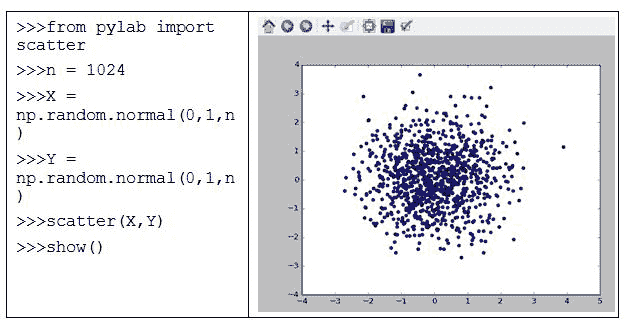 >>>from pylab import
scatter
>>>n = 1024
>>>X =
np.random.normal(0,1,n
)
>>>Y =
np.random.normal(0,1,n
)
>>>scatter(X,Y)
>>>show()
4
3
2
1
0
−1
−2
−3
−4
−4 −3 −2 −1 0 1 2 3 4 5